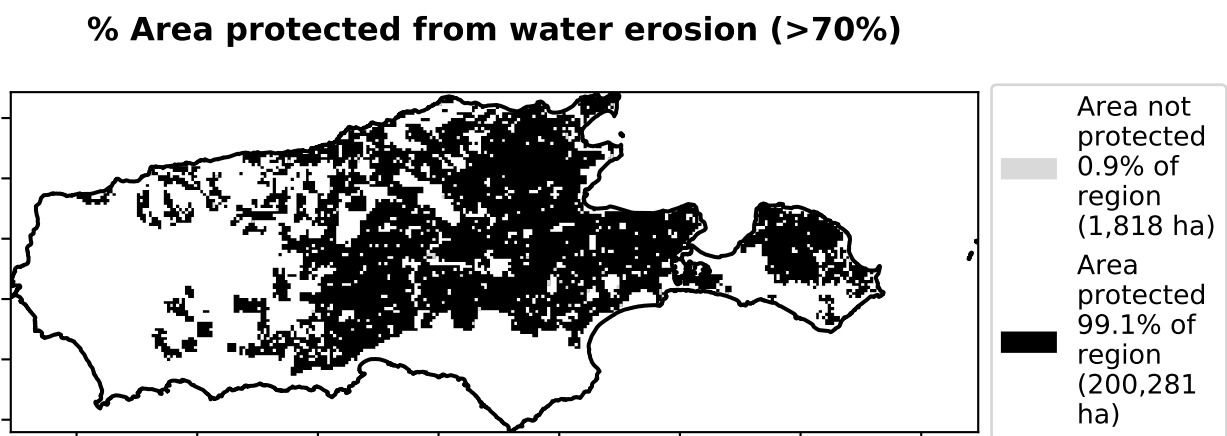 % Area protected from water erosion (>70%)
Area not
protected
0.9% of
region
(1,818 ha)
Area
protected
99.1% of
region
(200,281
ha)